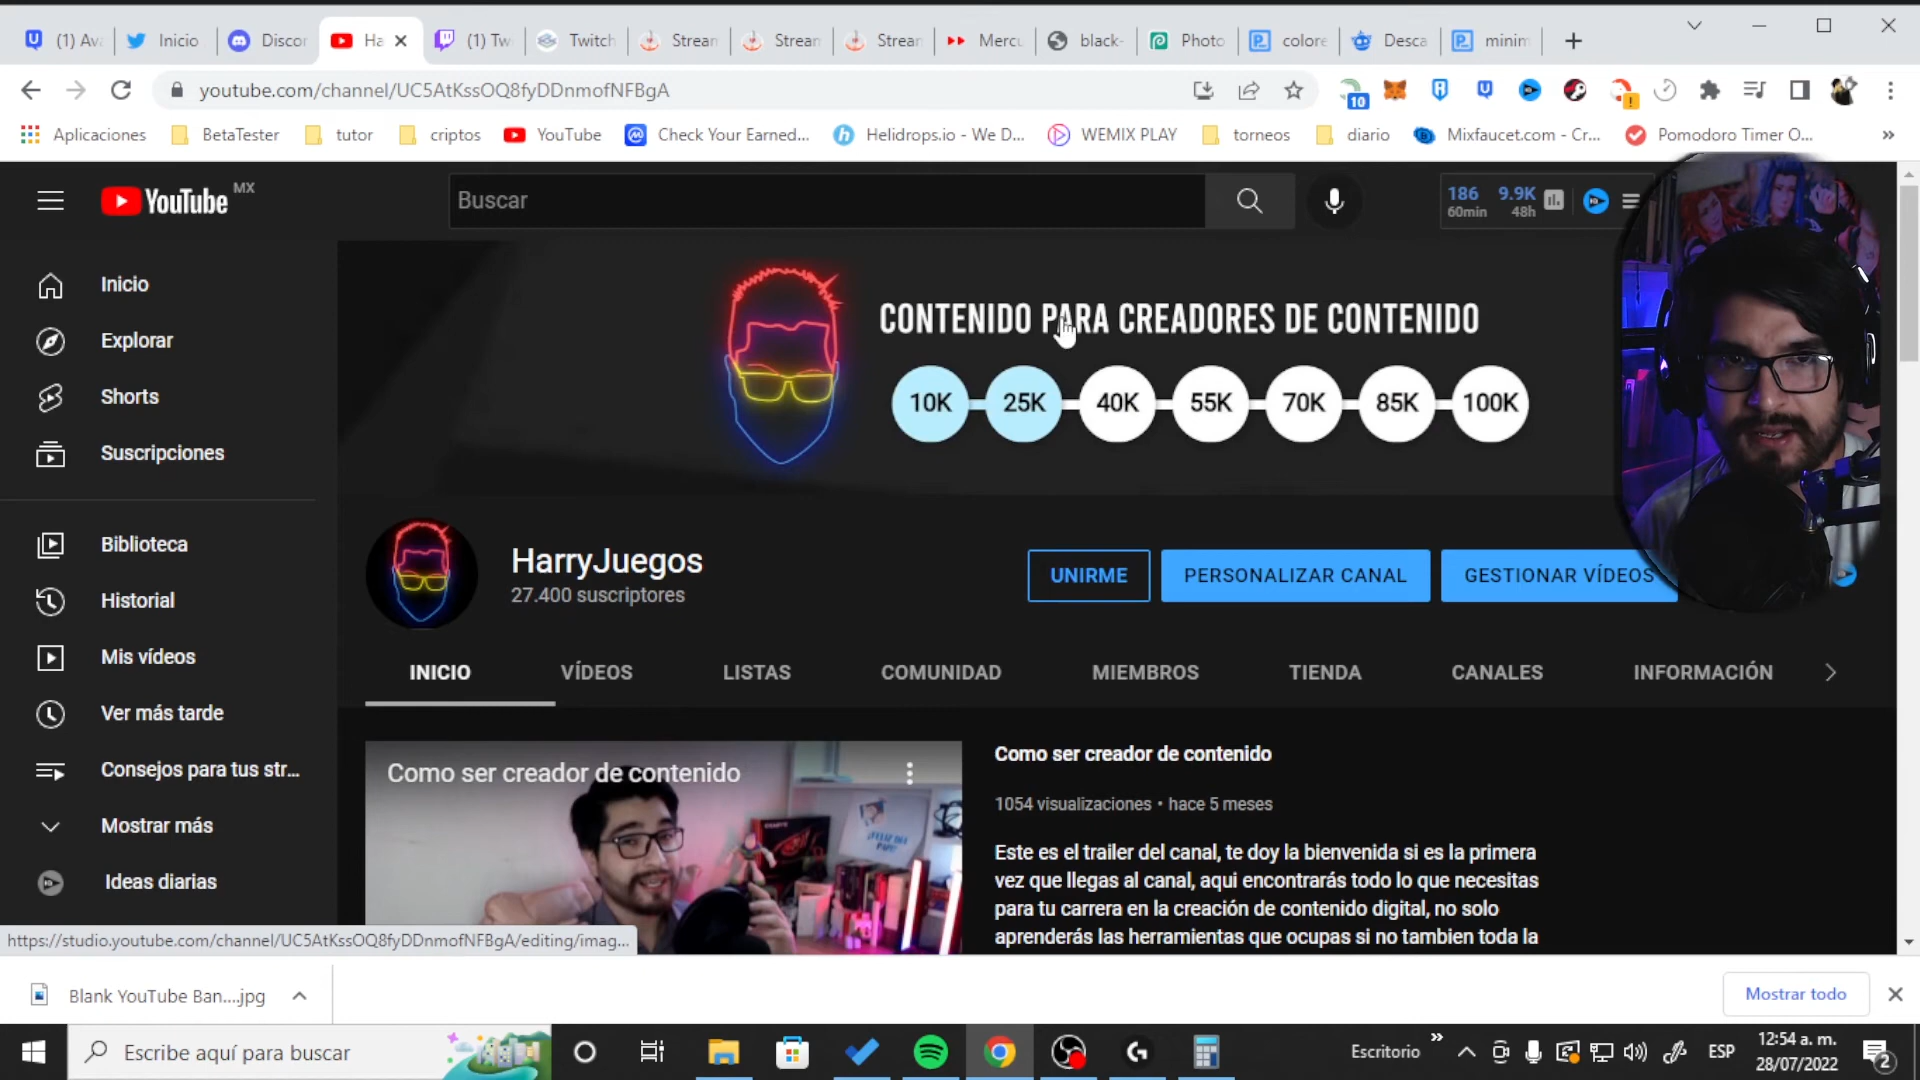 (1) Ava
Inicio
Discor
Ha
(1) Tw
Twitch
Stream
Stream
Stream
Mercu
black-
Photo
colore
Desca
minim
youtube.com/channel/UC5AtKssOQ8fyDDnmofNFBgA
10
Aplicaciones
BetaTester
tutor
criptos
YouTube
Check Your Earned...
Helidrops.io - We D...
WEMIX PLAY
torneos
diario
Mixfaucet.com - Cr...
Pomodoro Timer O...
YouTube MX
Buscar
186 9.9K
60min 48h
Inicio
Explorar
Shorts
Suscripciones
Biblioteca
Historial
Mis vídeos
Ver más tarde
Consejos para tus str...
Mostrar más
Ideas diarias
CONTENIDO PARA CREADORES DE CONTENIDO
10K 25K 40K 55K 70K 85K 100K
HarryJuegos
27.400 suscriptores
UNIRME
PERSONALIZAR CANAL
GESTIONAR VÍDEOS
INICIO
VÍDEOS
LISTAS
COMUNIDAD
MIEMBROS
TIENDA
CANALES
INFORMACIÓN
Como ser creador de contenido
Como ser creador de contenido
1054 visualizaciones • hace 5 meses
Este es el trailer del canal, te doy la bienvenida si es la primera
vez que llegas al canal, aqui encontrarás todo lo que necesitas
para tu carrera en la creación de contenido digital, no solo
aprenderás las herramientas que ocupas si no tambien toda la
https://studio.youtube.com/channel/UC5AtKssOQ8fyDDnmofNFBgA/editing/imag...
Blank YouTube Ban....jpg
Mostrar todo
Escribe aquí para buscar
Escritorio
ESP
12:54 a. m.
28/07/2022
2